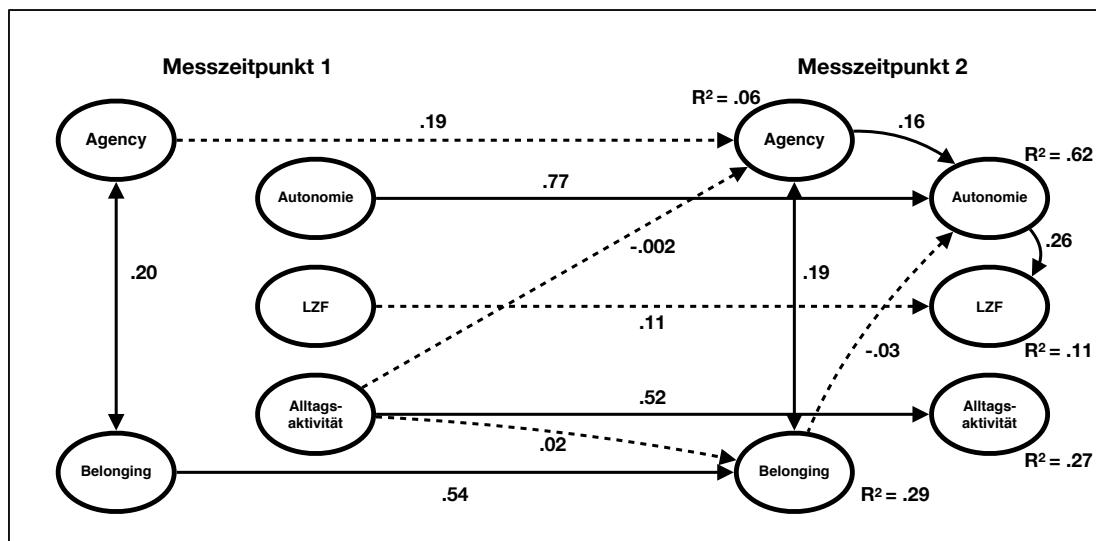 Messzeitpunkt 1
Messzeitpunkt 2
R² = .06
Agency
.19
Agency
.16
R² = .62
Autonomie
.77
Autonomie
-.002
.26
.20
.19
LZF
.11
LZF
-.03
R² = .11
Alltags-
aktivität
.52
Alltags-
aktivität
.02
R² = .27
Belonging
.54
Belonging
R² = .29